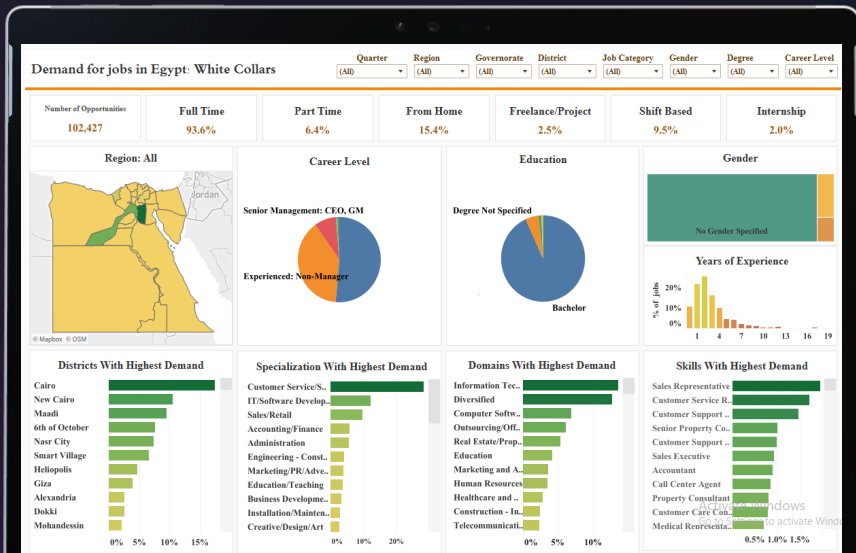 Demand for jobs in Egypt: White Collars
Quarter
Region
Governorate
District
Job Category
Gender
Degree
Career Level
(All)
(All)
(All)
(All)
(All)
(All)
(All)
(All)
Number of Opportunities
102,427
Full Time
93.6%
Part Time
6.4%
From Home
15.4%
Freelance/Project
2.5%
Shift Based
9.5%
Internship
2.0%
Region: All
Jordan
© Mapbox © OSM
Career Level
Senior Management: CEO, GM
Experienced: Non-Manager
Education
Degree Not Specified
Bachelor
Gender
No Gender Specified
Years of Experience
% of jobs
20%
10%
0%
1 4 7 10 13 16 19
Districts With Highest Demand
Cairo
New Cairo
Maadi
6th of October
Nasr City
Smart Village
Heliopolis
Giza
Alexandria
Dokki
Mohandessin
0% 5% 10% 15%
Specialization With Highest Demand
Customer Service/S..
IT/Software Develop..
Sales/Retail
Accounting/Finance
Administration
Engineering - Const..
Marketing/PR/Adve..
Education/Teaching
Business Developme..
Installation/Mainten..
Creative/Design/Art
0% 10% 20%
Domains With Highest Demand
Information Tec..
Diversified
Computer Softw..
Outsourcing/Off..
Real Estate/Prop..
Education
Marketing and A..
Human Resources
Healthcare and ..
Construction - In..
Telecommunicati..
0% 5% 10%
Skills With Highest Demand
Sales Representative
Customer Service R..
Customer Support ..
Senior Property Co..
Customer Support ..
Sales Executive
Accountant
Call Center Agent
Property Consultant
Customer Care Con..
Medical Representa..
0.5% 1.0% 1.5%
Activate Windows
Go to Settings to activate Windo